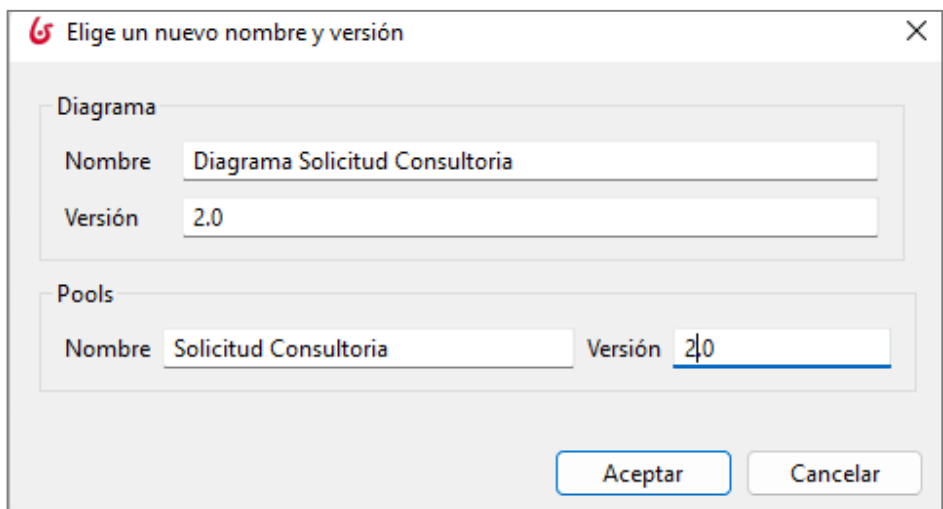 Elige un nuevo nombre y versión
Diagrama
Nombre Diagrama Solicitud Consultoria
Versión 2.0
Pools
Nombre Solicitud Consultoria Versión 2.0
Aceptar Cancelar